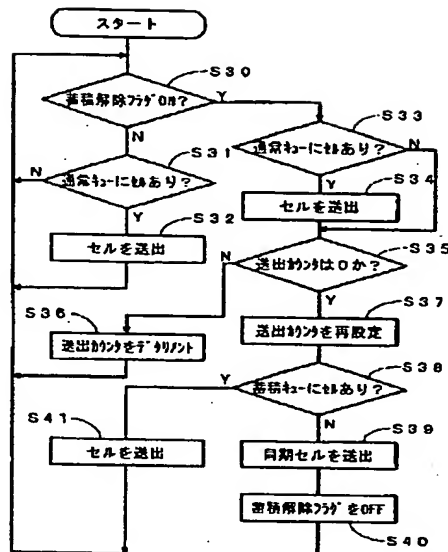 スタート
S30
蓄積解除フラグONか?
Y
N
S33
S31
通常キューにセルあり?
N
N
通常キューにセルあり?
Y
S34
Y
S32
セルを送出
セルを送出
S35
N
送出カウンタは0か?
S36
Y
S37
送出カウンタをデクリメント
送出カウンタを再設定
S38
Y
蓄積キューにセルあり?
S41
N
S39
セルを送出
同期セルを送出
蓄積解除フラグをOFF
S40